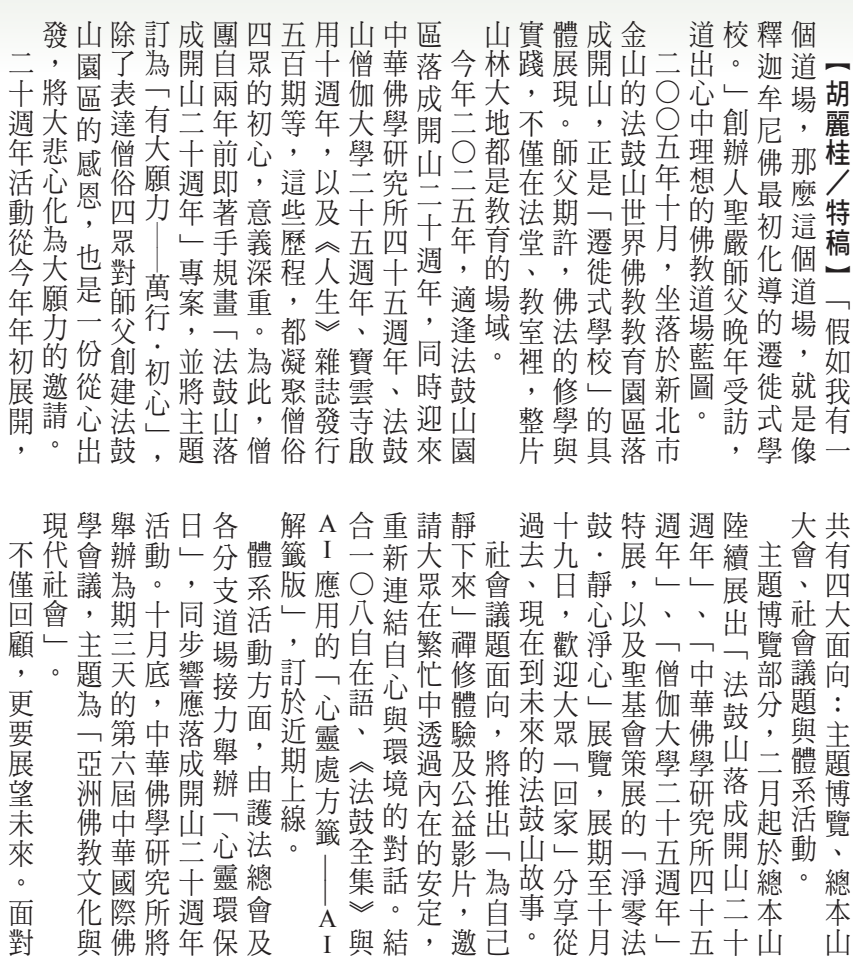 【胡麗桂／特稿】「假如我有一
個道場，那麼這個道場，就是像
釋迦牟尼佛最初化導的遷徙式學
校。」創辦人聖嚴師父晚年受訪，
道出心中理想的佛教道場藍圖。
二〇〇五年十月，坐落於新北市
金山的法鼓山世界佛教教育園區落
成開山，正是「遷徙式學校」的具
體展現。師父期許，佛法的修學與
實踐，不僅在法堂、教室裡，整片
山林大地都是教育的場域。
今年二〇二五年，適逢法鼓山園
區落成開山二十週年，同時迎來
中華佛學研究所四十五週年、法鼓
山僧伽大學二十五週年、寶雲寺啟
用十週年，以及《人生》雜誌發行
五百期等，這些歷程，都凝聚僧俗
四眾的初心，意義深重。為此，僧
團自兩年前即著手規畫「法鼓山落
成開山二十週年」專案，並將主題
訂為「有大願力——萬行·初心」，
除了表達僧俗四眾對師父創建法鼓
山園區的感恩，也是一份從心出
發，將大悲心化為大願力的邀請。
二十週年活動從今年年初展開，
共有四大面向：主題博覽、總本山
大會、社會議題與體系活動。
主題博覽部分，二月起於總本山
陸續展出「法鼓山落成開山二十
週年」、「中華佛學研究所四十五
週年」、「僧伽大學二十五週年」
特展，以及聖基會策展的「淨零法
鼓·靜心淨心」展覽，展期至十月
十九日，歡迎大眾「回家」分享從
過去、現在到未來的法鼓山故事。
社會議題面向，將推出「為自己
靜下來」禪修體驗及公益影片，邀
請大眾在繁忙中透過內在的安定，
重新連結自心與環境的對話。結
合一〇八自在語、《法鼓全集》與
AI應用的「心靈處方籤——AI
解籤版」，訂於近期上線。
體系活動方面，由護法總會及
各分支道場接力舉辦「心靈環保
日」，同步響應落成開山二十週年
活動。十月底，中華佛學研究所將
舉辦為期三天的第六屆中華國際佛
學會議，主題為「亞洲佛教文化與
現代社會」。
不僅回顧，更要展望未來。面對